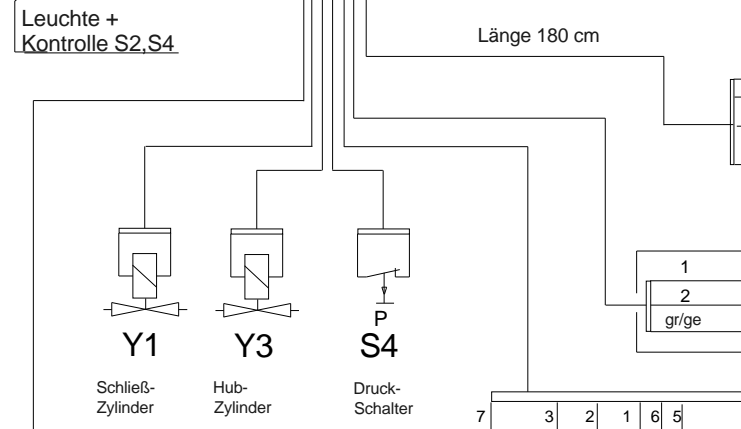 Leuchte +
Kontrolle S2,S4
Länge 180 cm
1
2
gr/ge
P
Y1
Y3
S4
Schließ-
Zylinder
Hub-
Zylinder
Druck-
Schalter
7 3 2 1 6 5